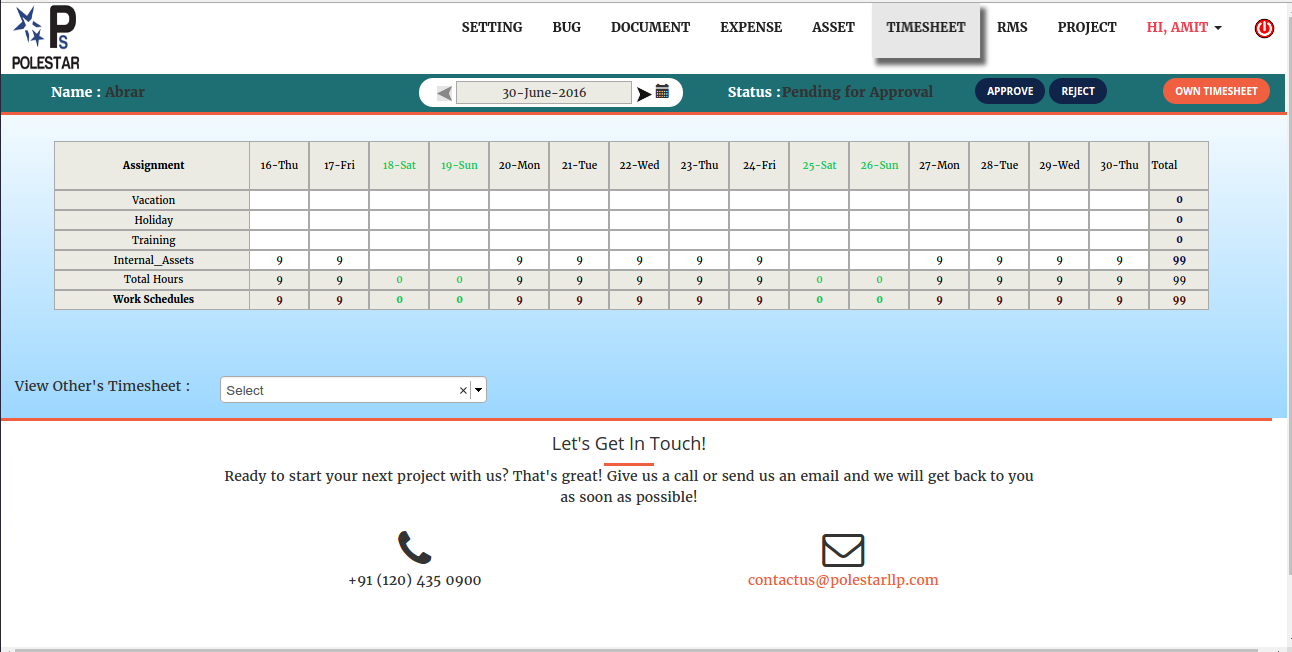 PS
POLESTAR
SETTING BUG DOCUMENT EXPENSE ASSET TIMESHEET RMS PROJECT HI, AMIT
Name : Abrar 30-June-2016 Status : Pending for Approval APPROVE REJECT OWN TIMESHEET
Assignment 16-Thu 17-Fri 18-Sat 19-Sun 20-Mon 21-Tue 22-Wed 23-Thu 24-Fri 25-Sat 26-Sun 27-Mon 28-Tue 29-Wed 30-Thu Total
Vacation 0
Holiday 0
Training 0
Internal_Assets 9 9 9 9 9 9 9 9 9 9 9 99
Total Hours 9 9 0 0 9 9 9 9 9 0 0 9 9 9 9 99
Work Schedules 9 9 0 0 9 9 9 9 9 0 0 9 9 9 9 99
View Other's Timesheet : Select ×
Let's Get In Touch!
Ready to start your next project with us? That's great! Give us a call or send us an email and we will get back to you
as soon as possible!
+91 (120) 435 0900 contactus@polestarllp.com